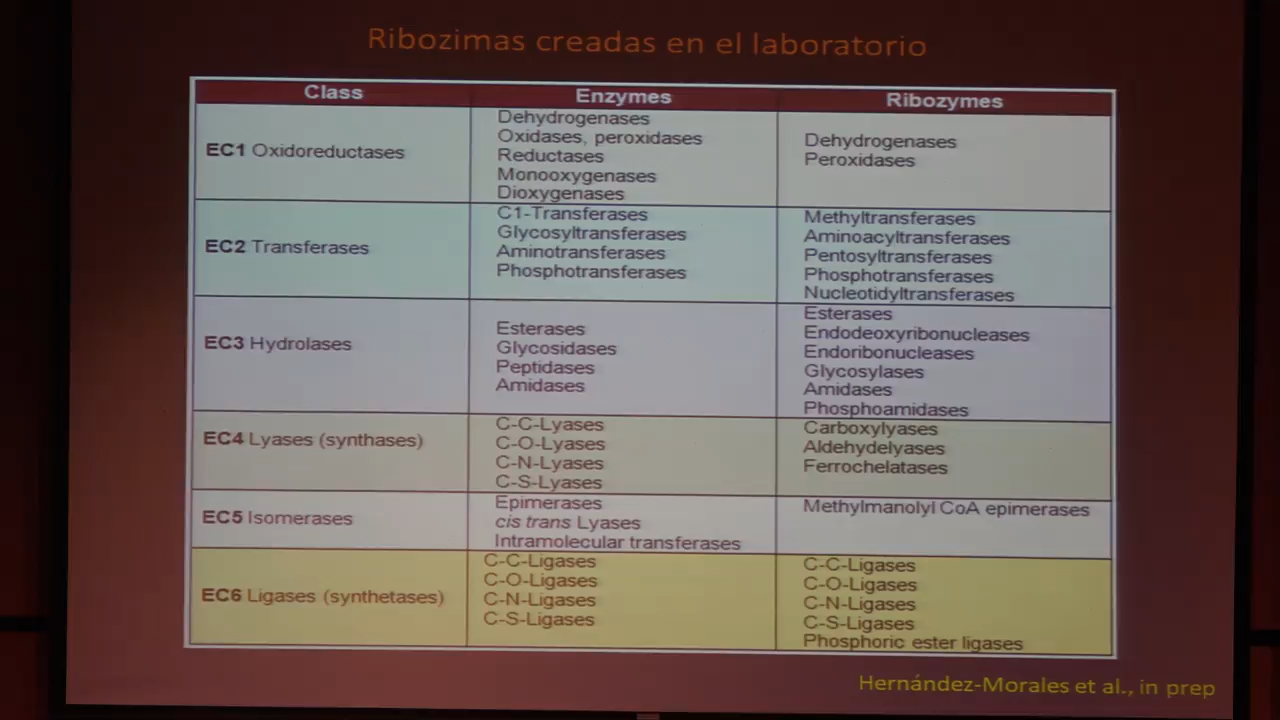 Ribozimas creadas en el laboratorio
Class
Enzymes
Ribozymes
EC1 Oxidoreductases
Dehydrogenases
Oxidases, peroxidases
Reductases
Monooxygenases
Dioxygenases
Dehydrogenases
Peroxidases
EC2 Transferases
C1-Transferases
Glycosyltransferases
Aminotransferases
Phosphotransferases
Methyltransferases
Aminoacyltransferases
Pentosyltransferases
Phosphotransferases
Nucleotidyltransferases
EC3 Hydrolases
Esterases
Glycosidases
Peptidases
Amidases
Esterases
Endodeoxyribonucleases
Endoribonucleases
Glycosylases
Amidases
Phosphoamidases
EC4 Lyases (synthases)
C-C-Lyases
C-O-Lyases
C-N-Lyases
C-S-Lyases
Carboxylyases
Aldehydelyases
Ferrochelatases
EC5 Isomerases
Epimerases
cis trans Lyases
Intramolecular transferases
Methylmanolyl CoA epimerases
EC6 Ligases (synthetases)
C-C-Ligases
C-O-Ligases
C-N-Ligases
C-S-Ligases
C-C-Ligases
C-O-Ligases
C-N-Ligases
C-S-Ligases
Phosphoric ester ligases
Hernández-Morales et al., in prep